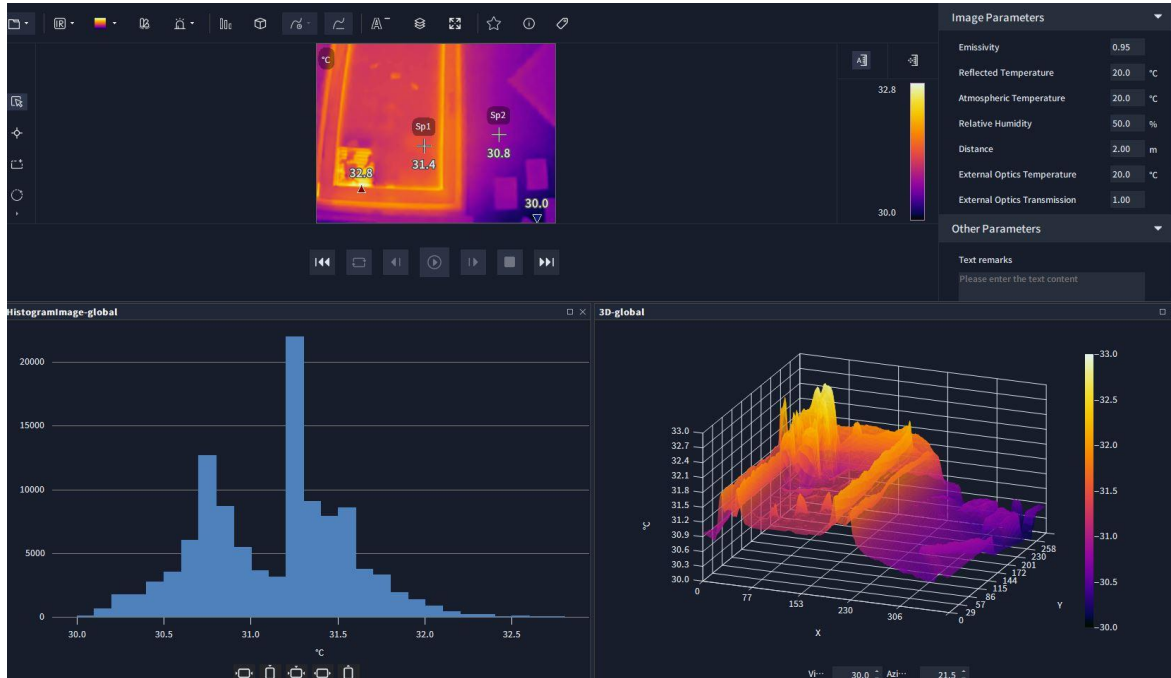 Image Parameters
Emissivity 0.95
Reflected Temperature 20.0 °C
Atmospheric Temperature 20.0 °C
Relative Humidity 50.0 %
Distance 2.00 m
External Optics Temperature 20.0 °C
External Optics Transmission 1.00
Other Parameters
Text remarks
Please enter the text content
IR
A
°C
Sp1
31.4
Sp2
30.8
32.8
30.0
A
32.8
30.0
HistogramImage-global
20000
15000
10000
5000
0
30.0 30.5 31.0 31.5 32.0 32.5
°C
3D-global
33.0
32.7
32.4
32.1
31.8
31.5
31.2
30.9
30.6
30.3
30.0
°C
0 77 153 230 306
X
0 29 57 86 115 144 172 201 230 258
Y
33.0
32.5
32.0
31.5
31.0
30.5
30.0
Vi··· 30.0 Azi··· 21.5